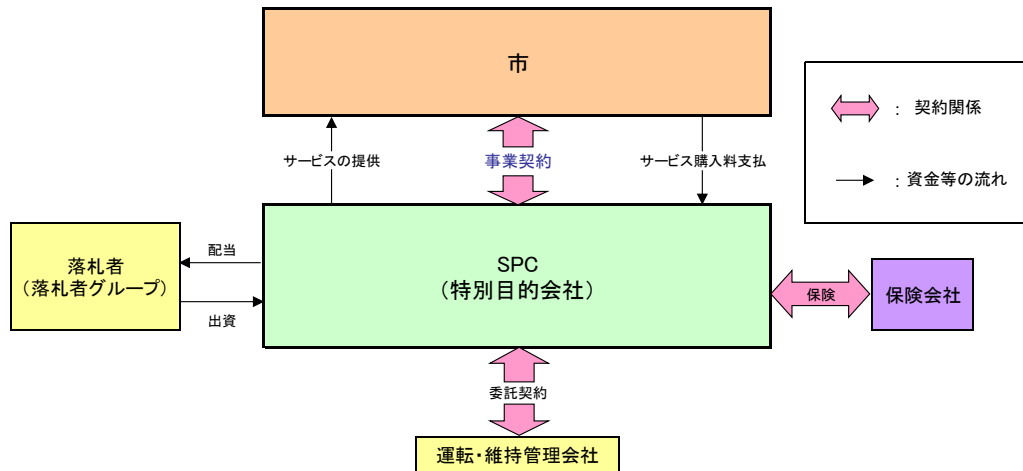 市
： 契約関係
： 資金等の流れ
サービスの提供
事業契約
サービス購入料支払
落札者
（落札者グループ）
配当
出資
SPC
（特別目的会社）
保険
保険会社
委託契約
運転・維持管理会社